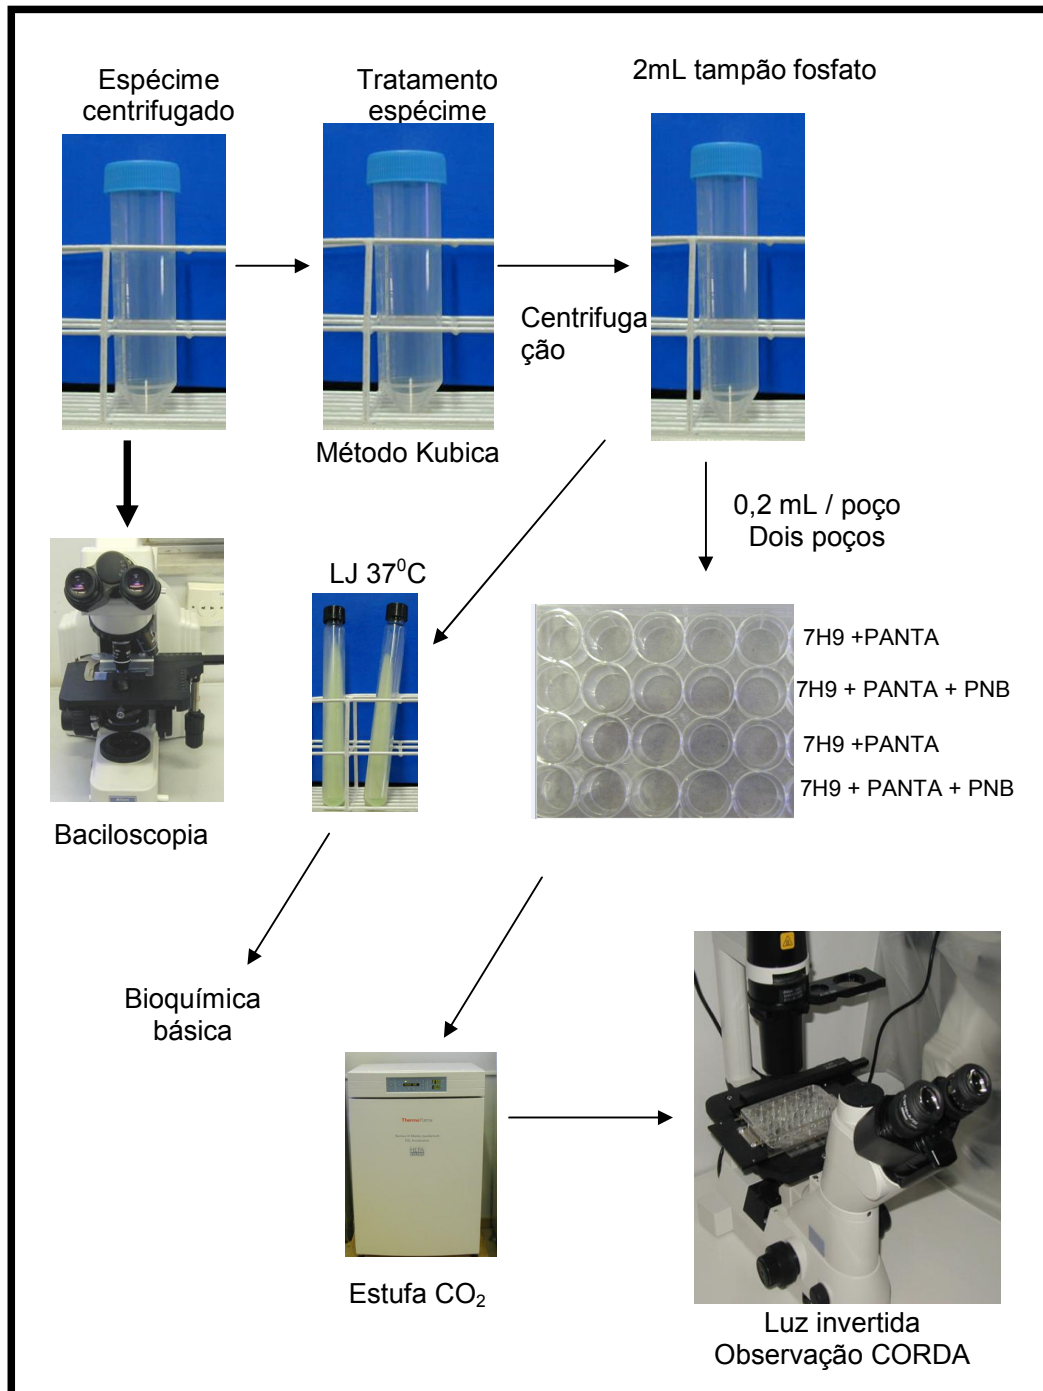 Espécime
centrifugado
Tratamento
espécime
2mL tampão fosfato
Centrifuga
ção
Método Kubica
0,2 mL / poço
Dois poços
LJ 37⁰C
7H9 +PANTA
7H9 + PANTA + PNB
7H9 +PANTA
7H9 + PANTA + PNB
Baciloscopia
Bioquímica
básica
Estufa CO₂
Luz invertida
Observação CORDA